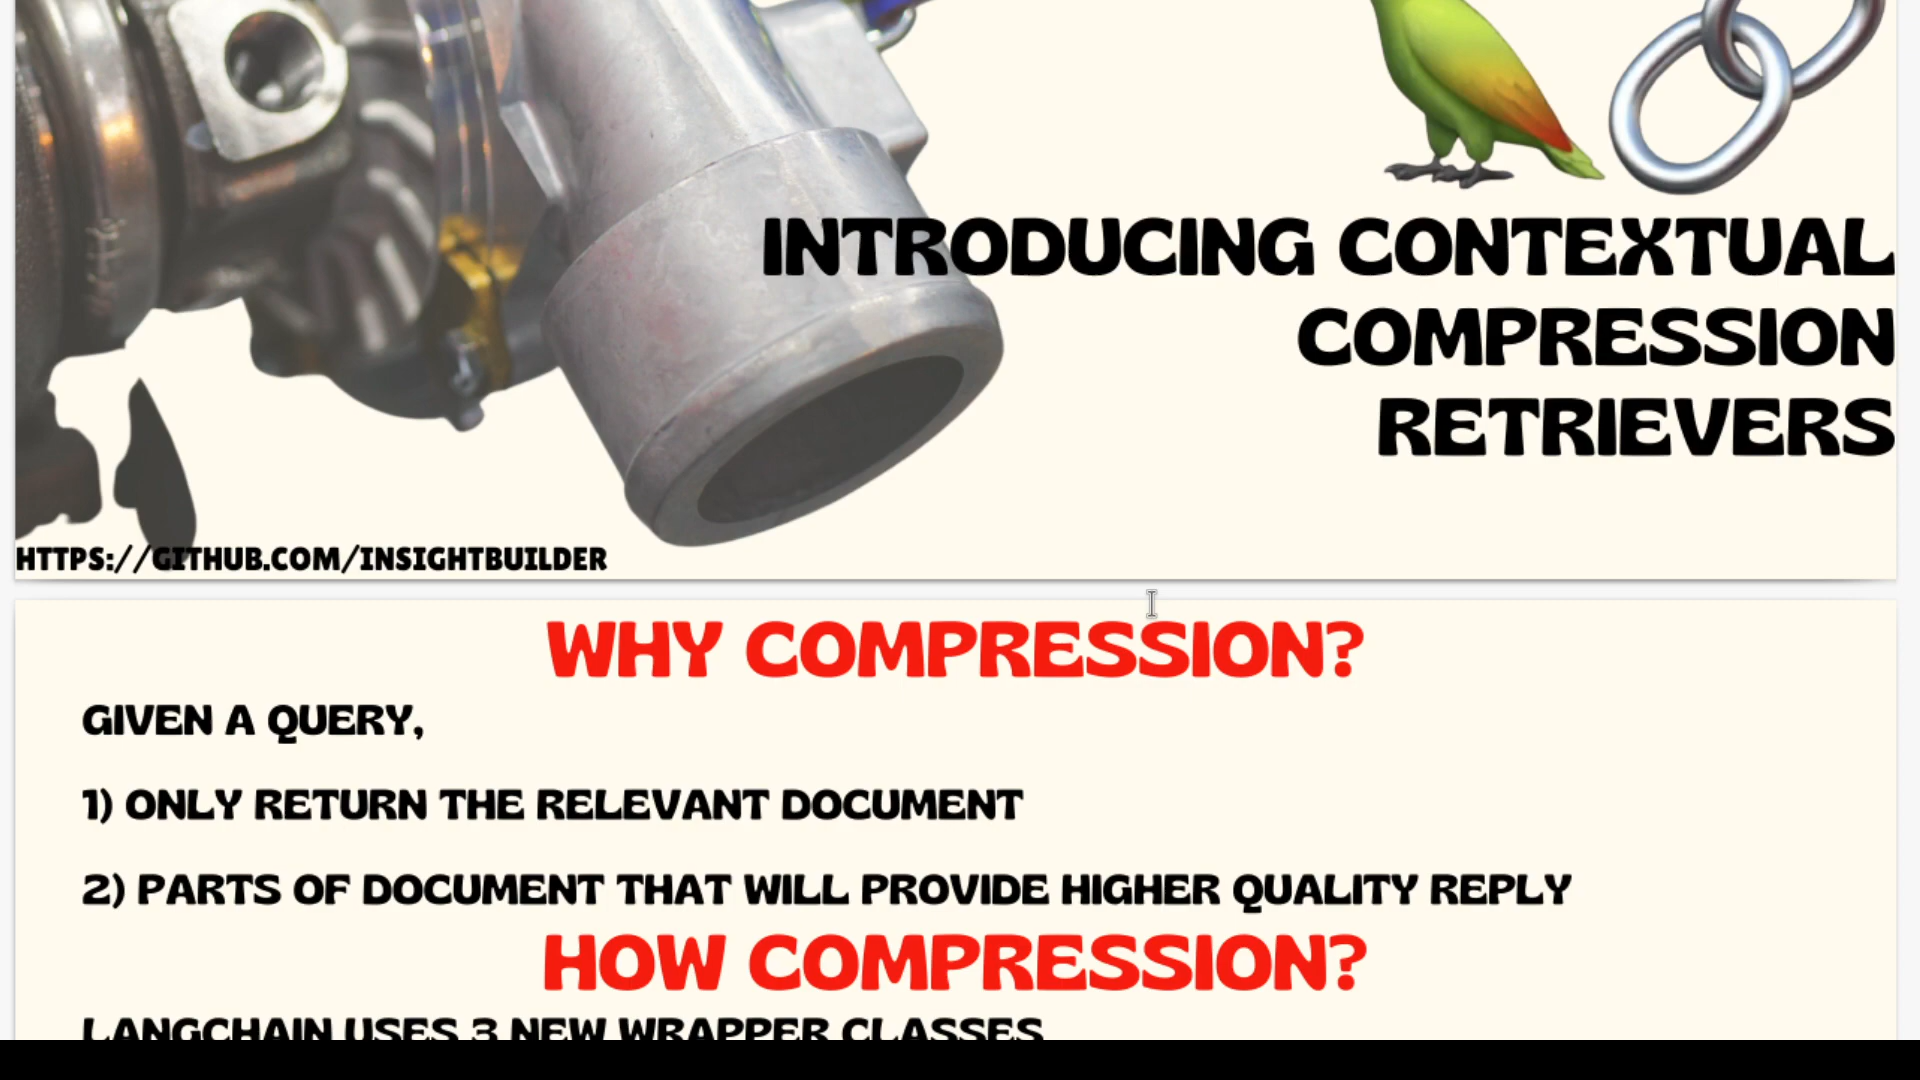 INTRODUCING CONTEXTUAL
COMPRESSION
RETRIEVERS
HTTPS://GITHUB.COM/INSIGHTBUILDER
WHY COMPRESSION?
GIVEN A QUERY,
1) ONLY RETURN THE RELEVANT DOCUMENT
2) PARTS OF DOCUMENT THAT WILL PROVIDE HIGHER QUALITY REPLY
HOW COMPRESSION?
LANGCHAIN USES 3 NEW WRAPPER CLASSES